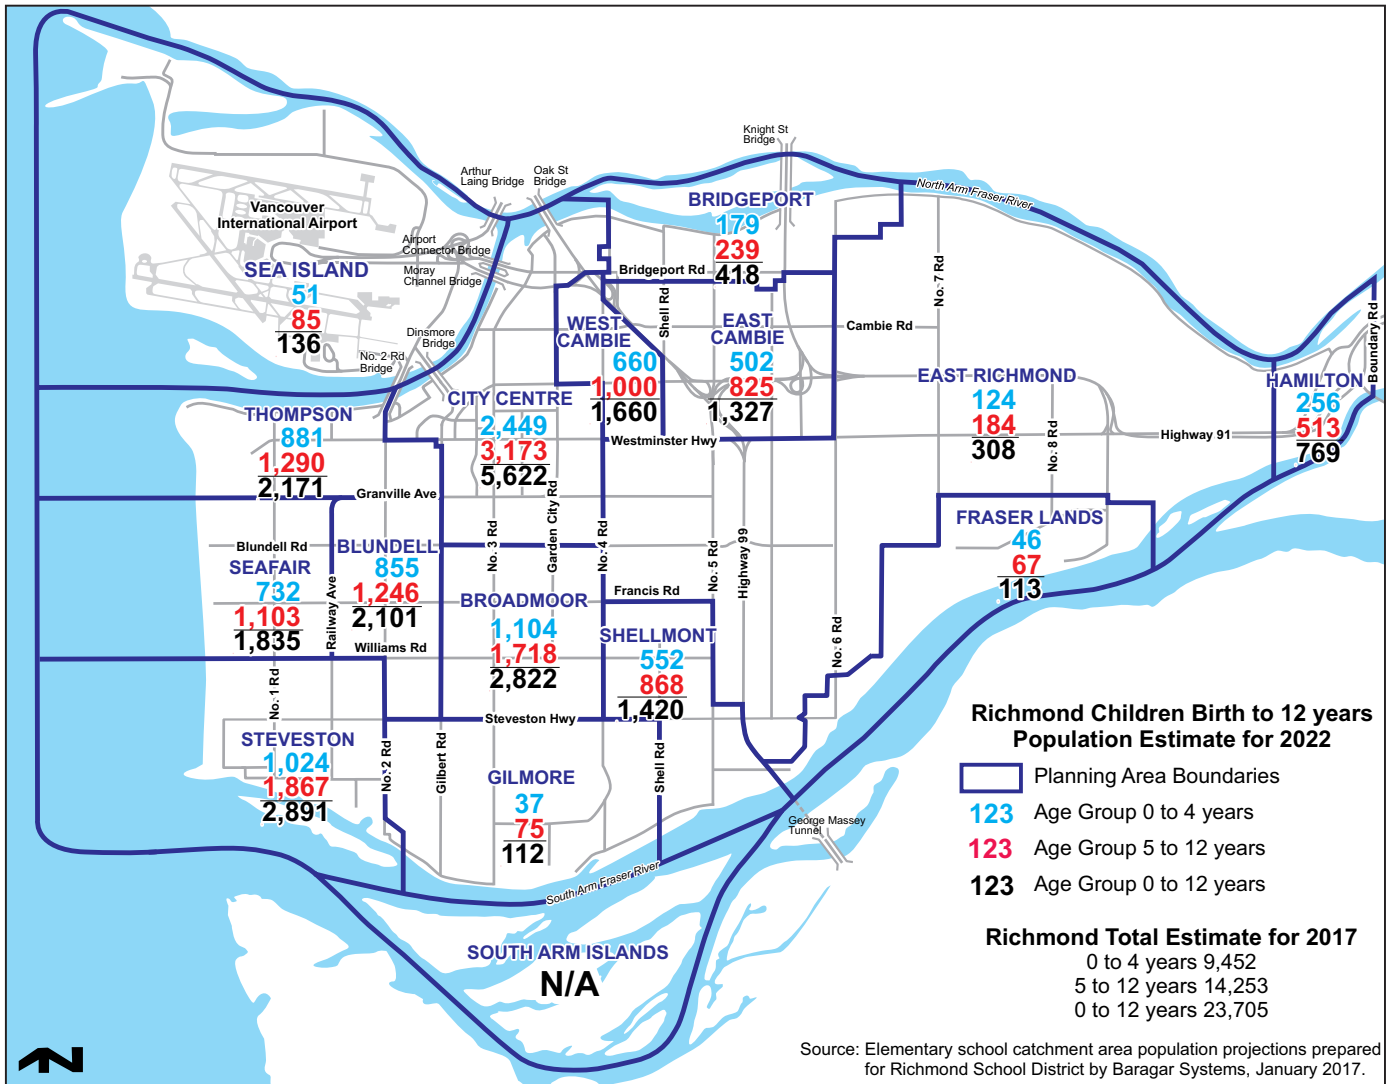 Knight St
Bridge
Arthur
Laing Bridge
Oak St
Bridge
North Arm Fraser River
BRIDGEPORT
179
239
418
Vancouver
International Airport
Airport
Connector Bridge
Moray
Channel Bridge
SEA ISLAND
51
85
136
Bridgeport Rd
No. 7 Rd
Shell Rd
Boundary Rd
WEST
CAMBIE
660
1,000
1,660
EAST
CAMBIE
502
825
1,327
Cambie Rd
Dinsmore
Bridge
No. 2 Rd
Bridge
EAST RICHMOND
124
184
308
HAMILTON
256
513
769
THOMPSON
881
1,290
2,171
CITY CENTRE
2,449
3,173
5,622
Westminster Hwy
Highway 91
No. 8 Rd
Granville Ave
Garden City Rd
No. 3 Rd
No. 4 Rd
No. 5 Rd
Highway 99
FRASER LANDS
46
67
113
Blundell Rd
SEAFAIR
732
1,103
1,835
BLUNDELL
855
1,246
2,101
Railway Ave
Francis Rd
BROADMOOR
1,104
1,718
2,822
SHELLMONT
552
868
1,420
No. 6 Rd
Williams Rd
No. 1 Rd
Steveston Hwy
STEVESTON
1,024
1,867
2,891
No. 2 Rd
Gilbert Rd
Shell Rd
GILMORE
37
75
112
George Massey
Tunnel
South Arm Fraser River
SOUTH ARM ISLANDS
N/A
Richmond Children Birth to 12 years
Population Estimate for 2022
Planning Area Boundaries
123 Age Group 0 to 4 years
123 Age Group 5 to 12 years
123 Age Group 0 to 12 years
Richmond Total Estimate for 2017
0 to 4 years 9,452
5 to 12 years 14,253
0 to 12 years 23,705
Source: Elementary school catchment area population projections prepared
for Richmond School District by Baragar Systems, January 2017.
N